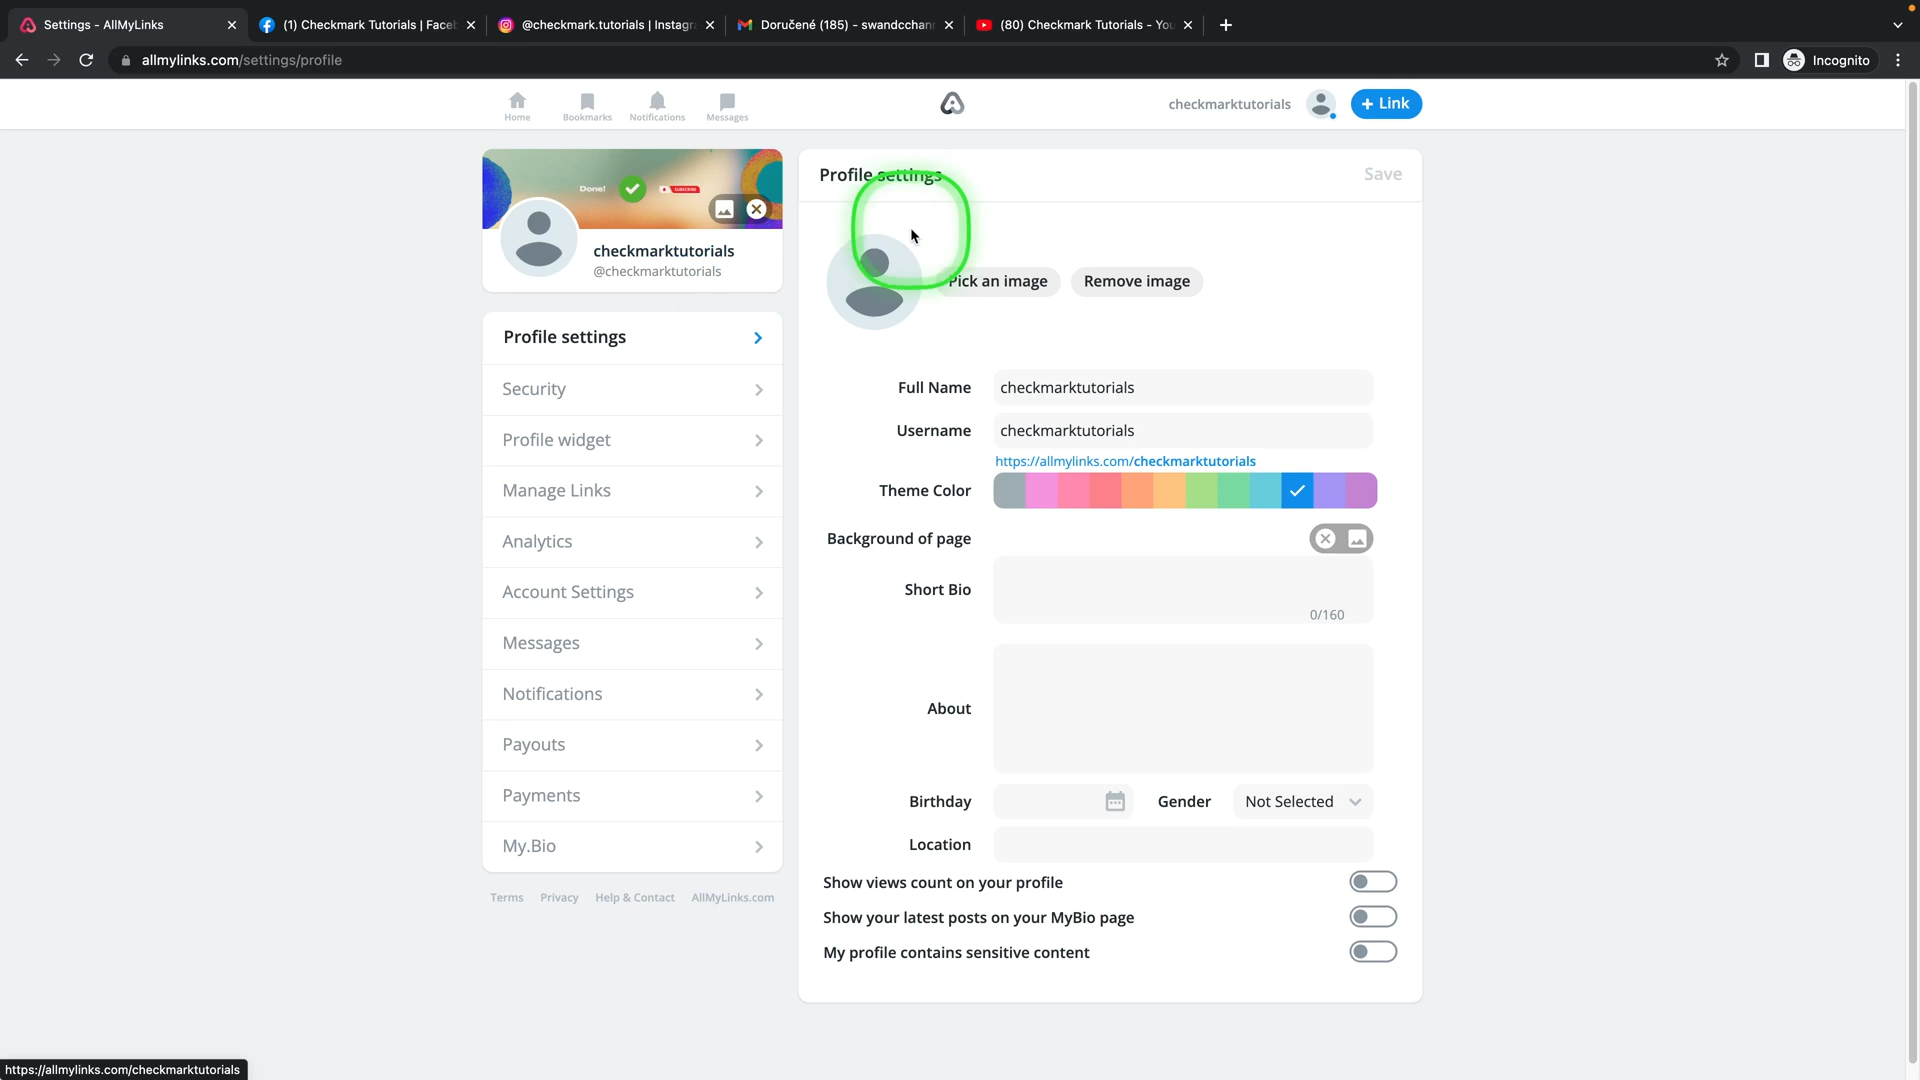 Settings - AllMyLinks
(1) Checkmark Tutorials | Faceb
@checkmark.tutorials | Instagra
Doručené (185) - swandcchann
(80) Checkmark Tutorials - You
allmylinks.com/settings/profile
Incognito
Home
Bookmarks
Notifications
Messages
checkmarktutorials
+ Link
Done!
SUBSCRIBE
checkmarktutorials
@checkmarktutorials
Profile settings
Security
Profile widget
Manage Links
Analytics
Account Settings
Messages
Notifications
Payouts
Payments
My.Bio
Terms Privacy Help & Contact AllMyLinks.com
Profile settings
Save
Pick an image
Remove image
Full Name checkmarktutorials
Username checkmarktutorials
https://allmylinks.com/checkmarktutorials
Theme Color
Background of page
Short Bio
0/160
About
Birthday
Gender Not Selected
Location
Show views count on your profile
Show your latest posts on your MyBio page
My profile contains sensitive content
https://allmylinks.com/checkmarktutorials